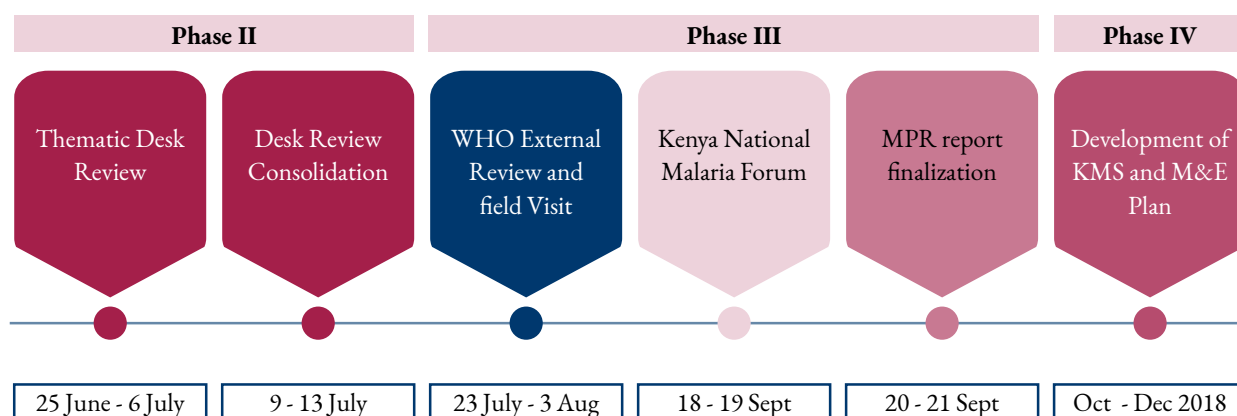 Phase II
Phase III
Phase IV
Thematic Desk
Review
Desk Review
Consolidation
WHO External
Review and
field Visit
Kenya National
Malaria Forum
MPR report
finalization
Development of
KMS and M&E
Plan
25 June - 6 July
9 - 13 July
23 July - 3 Aug
18 - 19 Sept
20 - 21 Sept
Oct - Dec 2018